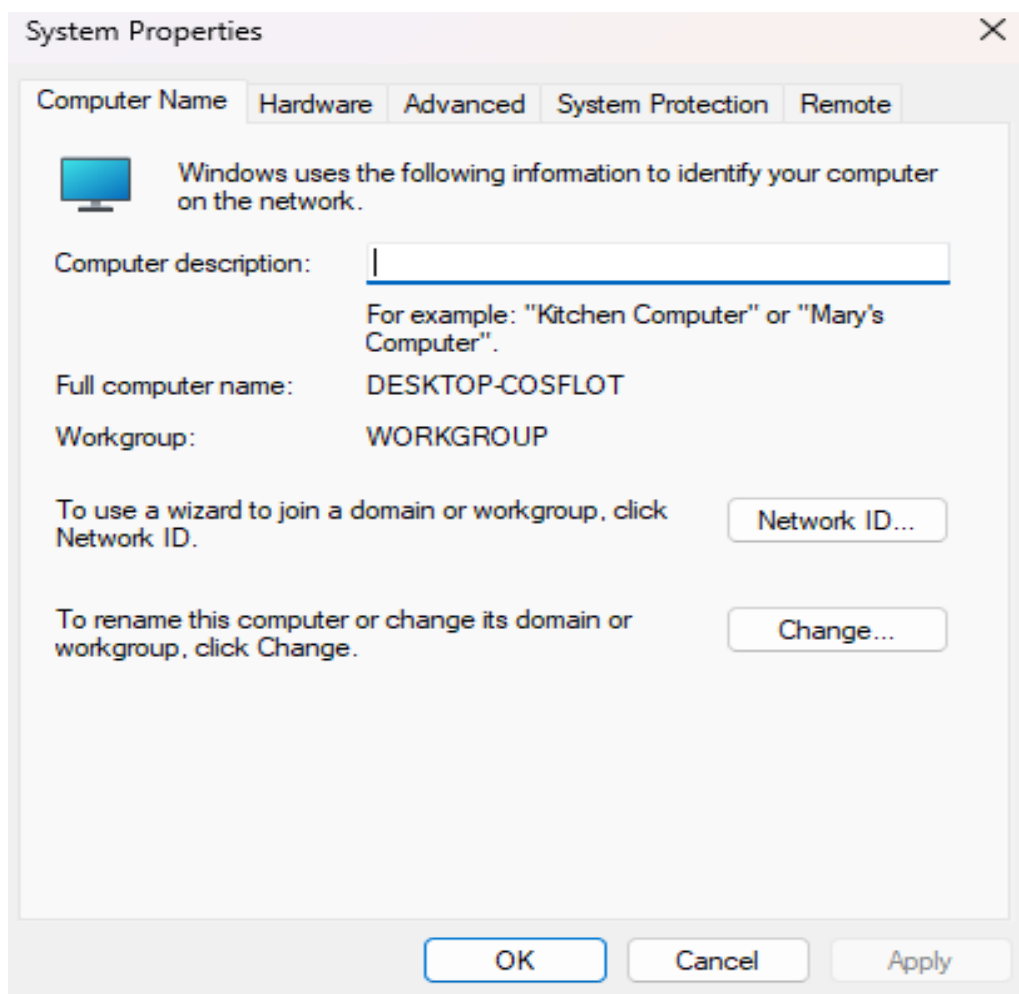 System Properties
Computer Name Hardware Advanced System Protection Remote
Windows uses the following information to identify your computer
on the network.
Computer description:
For example: "Kitchen Computer" or "Mary's
Computer".
Full computer name: DESKTOP-COSFLOT
Workgroup: WORKGROUP
To use a wizard to join a domain or workgroup, click
Network ID.
Network ID...
To rename this computer or change its domain or
workgroup, click Change.
Change...
OK Cancel Apply